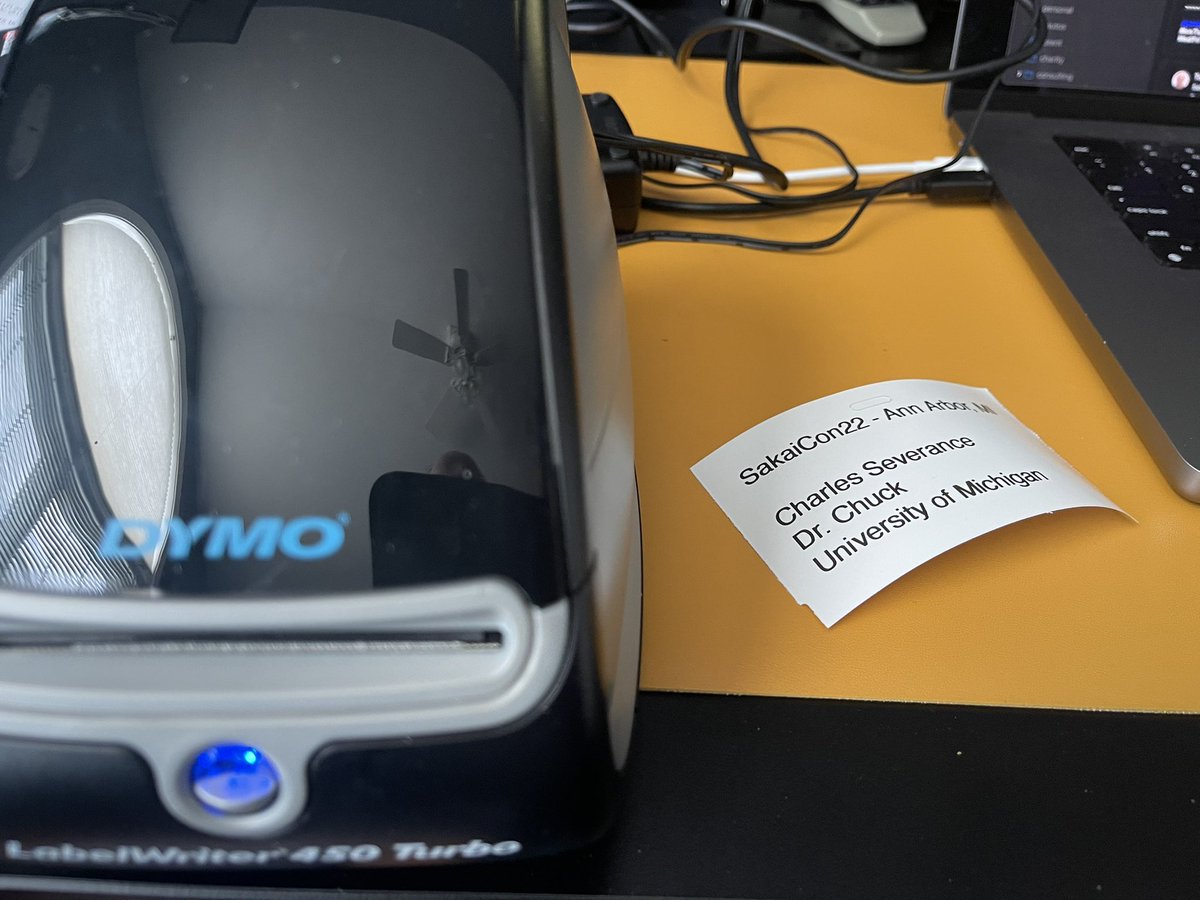 DYMO
LabelWriter 450 Turbo
SakaiCon22 - Ann Arbor, MI
Charles Severance
Dr. Chuck
University of Michigan